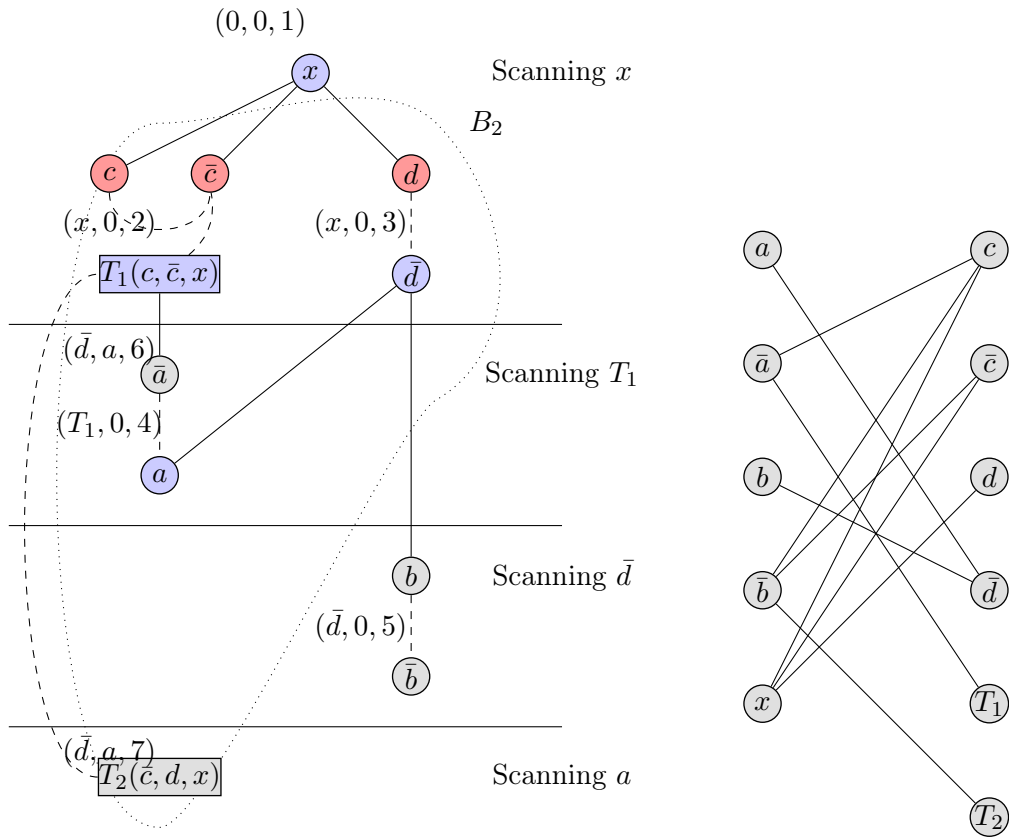 (0, 0, 1)
x
Scanning x
B₂
c
c̄
d
(x, 0, 2)
(x, 0, 3)
T₁(c, c̄, x)
d̄
(d̄, a, 6)
ā
Scanning T₁
(T₁, 0, 4)
a
b
Scanning d̄
(d̄, 0, 5)
b̄
(d̄, a, 7)
T₂(c̄, d, x)
Scanning a
a
c
ā
c̄
b
d
b̄
d̄
x
T₁
T₂